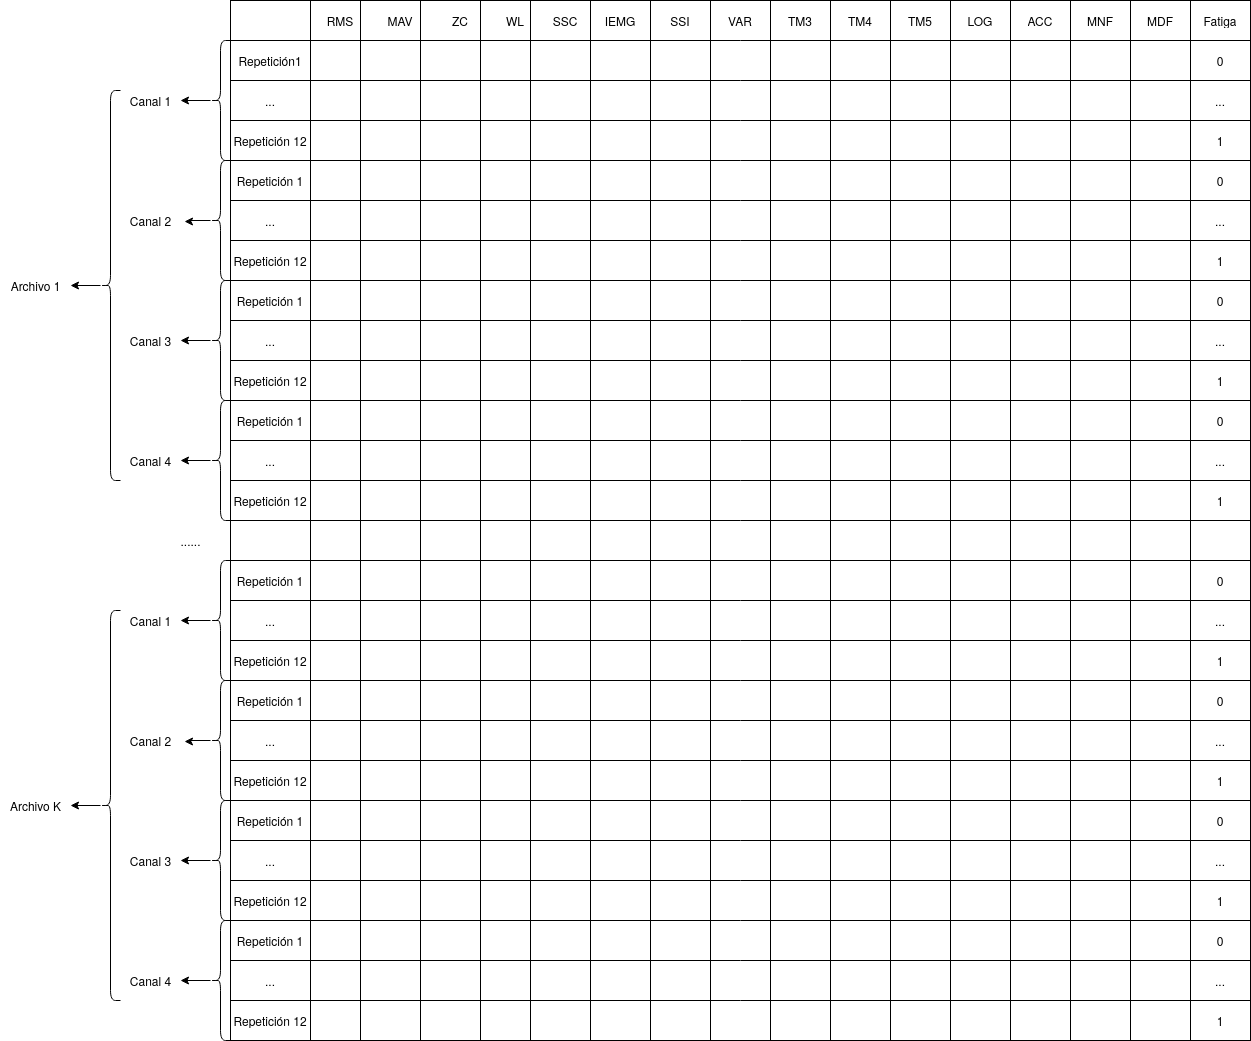 RMS MAV ZC WL SSC IEMG SSI VAR TM3 TM4 TM5 LOG ACC MNF MDF Fatiga
Repetición1 0
Canal 1 ... ...
Repetición 12 1
Repetición 1 0
Canal 2 ... ...
Repetición 12 1
Archivo 1
Repetición 1 0
Canal 3 ... ...
Repetición 12 1
Repetición 1 0
Canal 4 ... ...
Repetición 12 1
......
Repetición 1 0
Canal 1 ... ...
Repetición 12 1
Repetición 1 0
Canal 2 ... ...
Repetición 12 1
Archivo K
Repetición 1 0
Canal 3 ... ...
Repetición 12 1
Repetición 1 0
Canal 4 ... ...
Repetición 12 1